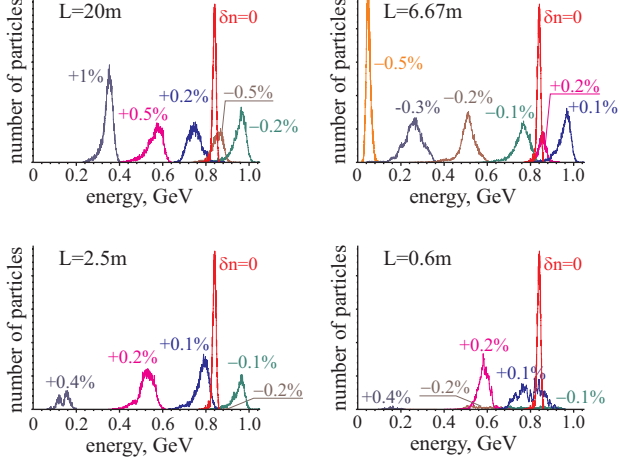 L=20m
δn=0
+1%
+0.5%
+0.2%
−0.5%
−0.2%
number of particles
0 0.2 0.4 0.6 0.8 1.0
energy, GeV
L=6.67m
δn=0
−0.5%
-0.3%
−0.2%
−0.1%
+0.2%
+0.1%
number of particles
0 0.2 0.4 0.6 0.8 1.0
energy, GeV
L=2.5m
δn=0
+0.4%
+0.2%
+0.1%
−0.1%
−0.2%
number of particles
0 0.2 0.4 0.6 0.8 1.0
energy, GeV
L=0.6m
δn=0
+0.2%
−0.2%
+0.1%
+0.4%
−0.1%
number of particles
0 0.2 0.4 0.6 0.8 1.0
energy, GeV